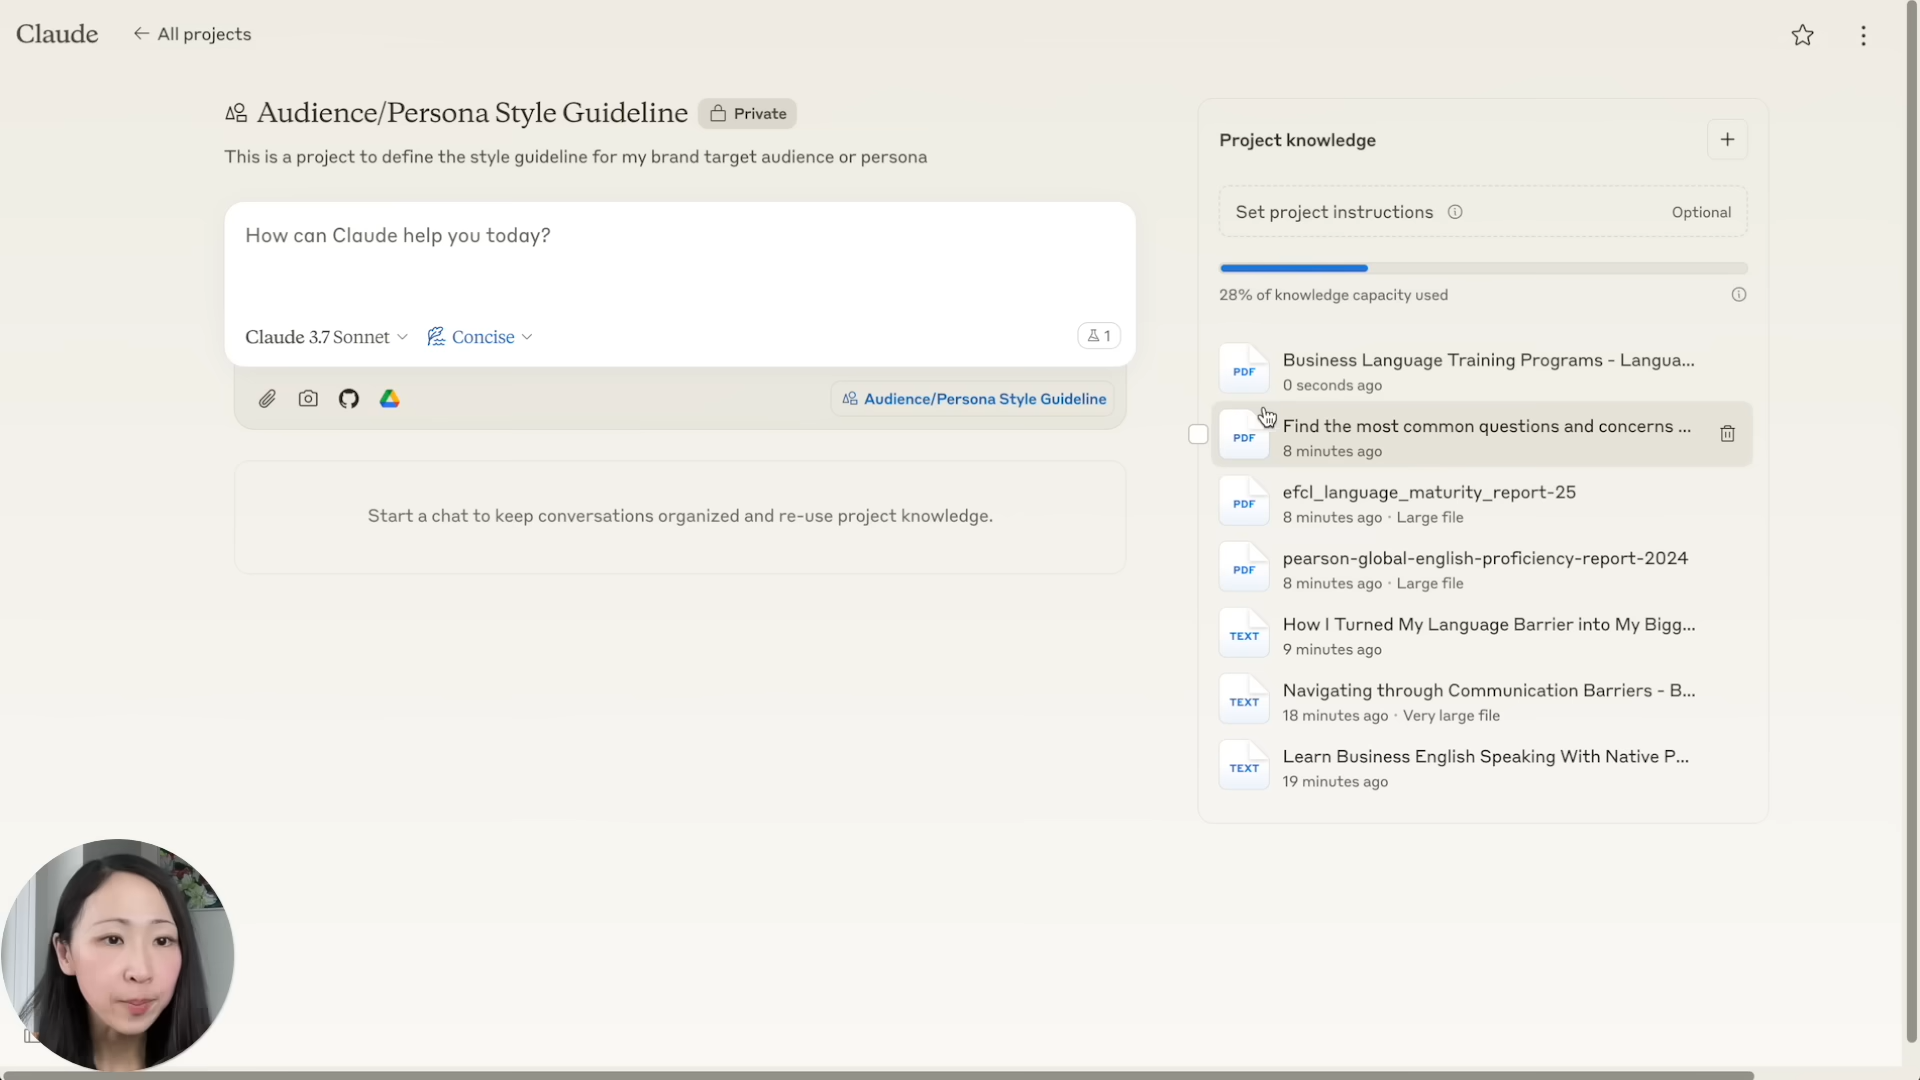 Claude
← All projects
Audience/Persona Style Guideline
Private
This is a project to define the style guideline for my brand target audience or persona
How can Claude help you today?
Claude 3.7 Sonnet
Concise
1
Audience/Persona Style Guideline
Start a chat to keep conversations organized and re-use project knowledge.
Project knowledge
Set project instructions
Optional
28% of knowledge capacity used
PDF
Business Language Training Programs - Langua...
0 seconds ago
PDF
Find the most common questions and concerns ...
8 minutes ago
PDF
efcl_language_maturity_report-25
8 minutes ago · Large file
PDF
pearson-global-english-proficiency-report-2024
8 minutes ago · Large file
TEXT
How I Turned My Language Barrier into My Bigg...
9 minutes ago
TEXT
Navigating through Communication Barriers - B...
18 minutes ago · Very large file
TEXT
Learn Business English Speaking With Native P...
19 minutes ago